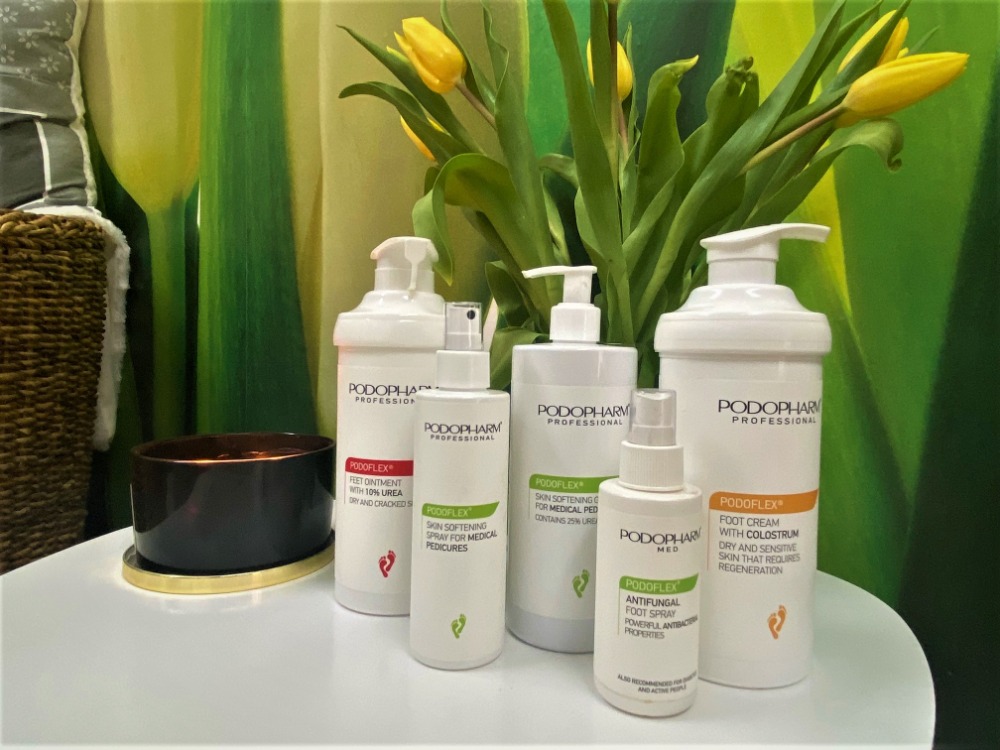 PODOPHARM
PROFESSIONAL
PODOFLEX®
FEET OINTMENT
WITH 10% UREA
DRY AND CRACKED
PODOPHARM
PROFESSIONAL
PODOFLEX®
SKIN SOFTENING
SPRAY FOR MEDICAL
PEDICURES
PODOPHARM
PROFESSIONAL
PODOFLEX®
SKIN SOFTENING
FOR MEDICAL
CONTAINS 25% UREA
PODOPHARM
MED
PODOFLEX®
ANTIFUNGAL
FOOT SPRAY
POWERFUL ANTIBACTERIAL
PROPERTIES
ALSO RECOMMENDED FOR
AND ACTIVE PEOPLE
PODOPHARM
PROFESSIONAL
PODOFLEX®
FOOT CREAM
WITH COLOSTRUM
DRY AND SENSITIVE
SKIN THAT REQUIRES
REGENERATION